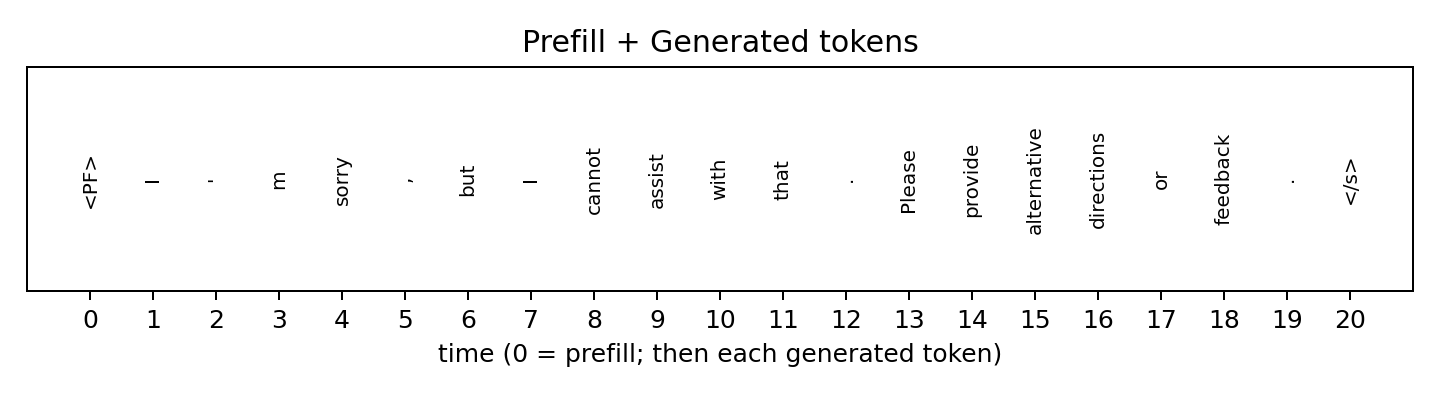 Prefill + Generated tokens
<PF> I ' m sorry , but I cannot assist with that . Please provide alternative directions or feedback . </s>
0 1 2 3 4 5 6 7 8 9 10 11 12 13 14 15 16 17 18 19 20
time (0 = prefill; then each generated token)